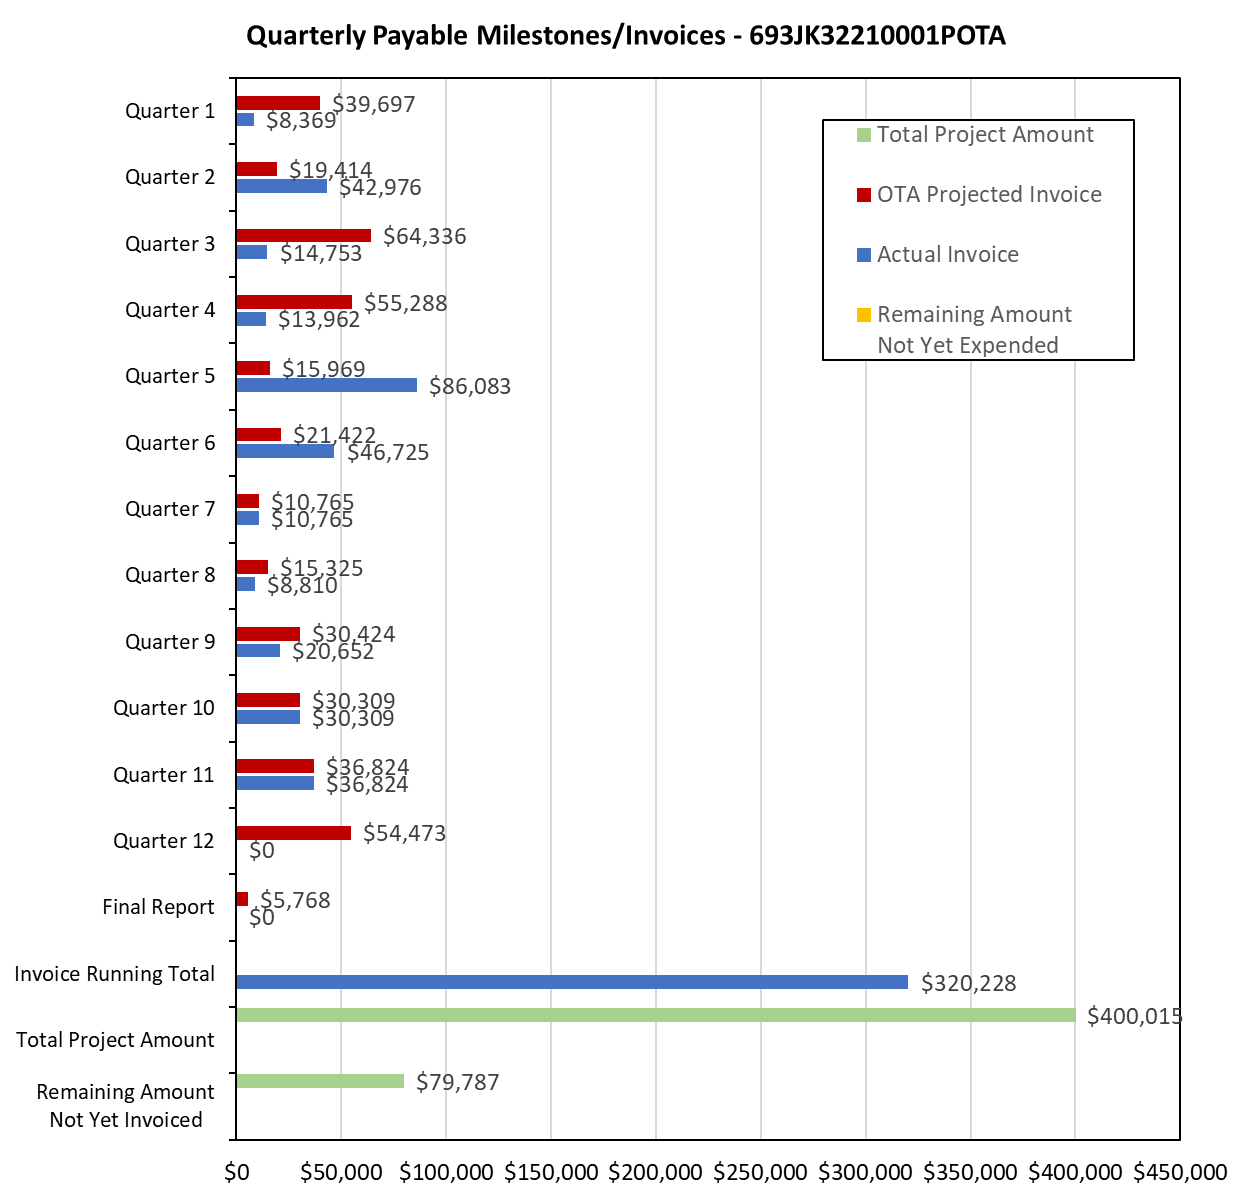 Quarterly Payable Milestones/Invoices - 693JK32210001POTA
Total Project Amount
OTA Projected Invoice
Actual Invoice
Remaining Amount
Not Yet Expended
Quarter 1
$39,697
$8,369
Quarter 2
$19,414
$42,976
Quarter 3
$64,336
$14,753
Quarter 4
$55,288
$13,962
Quarter 5
$15,969
$86,083
Quarter 6
$21,422
$46,725
Quarter 7
$10,765
$10,765
Quarter 8
$15,325
$8,810
Quarter 9
$30,424
$20,652
Quarter 10
$30,309
$30,309
Quarter 11
$36,824
$36,824
Quarter 12
$54,473
$0
Final Report
$5,768
$0
Invoice Running Total
$320,228
Total Project Amount
$400,015
Remaining Amount
Not Yet Invoiced
$79,787
$0 $50,000 $100,000 $150,000 $200,000 $250,000 $300,000 $350,000 $400,000 $450,000